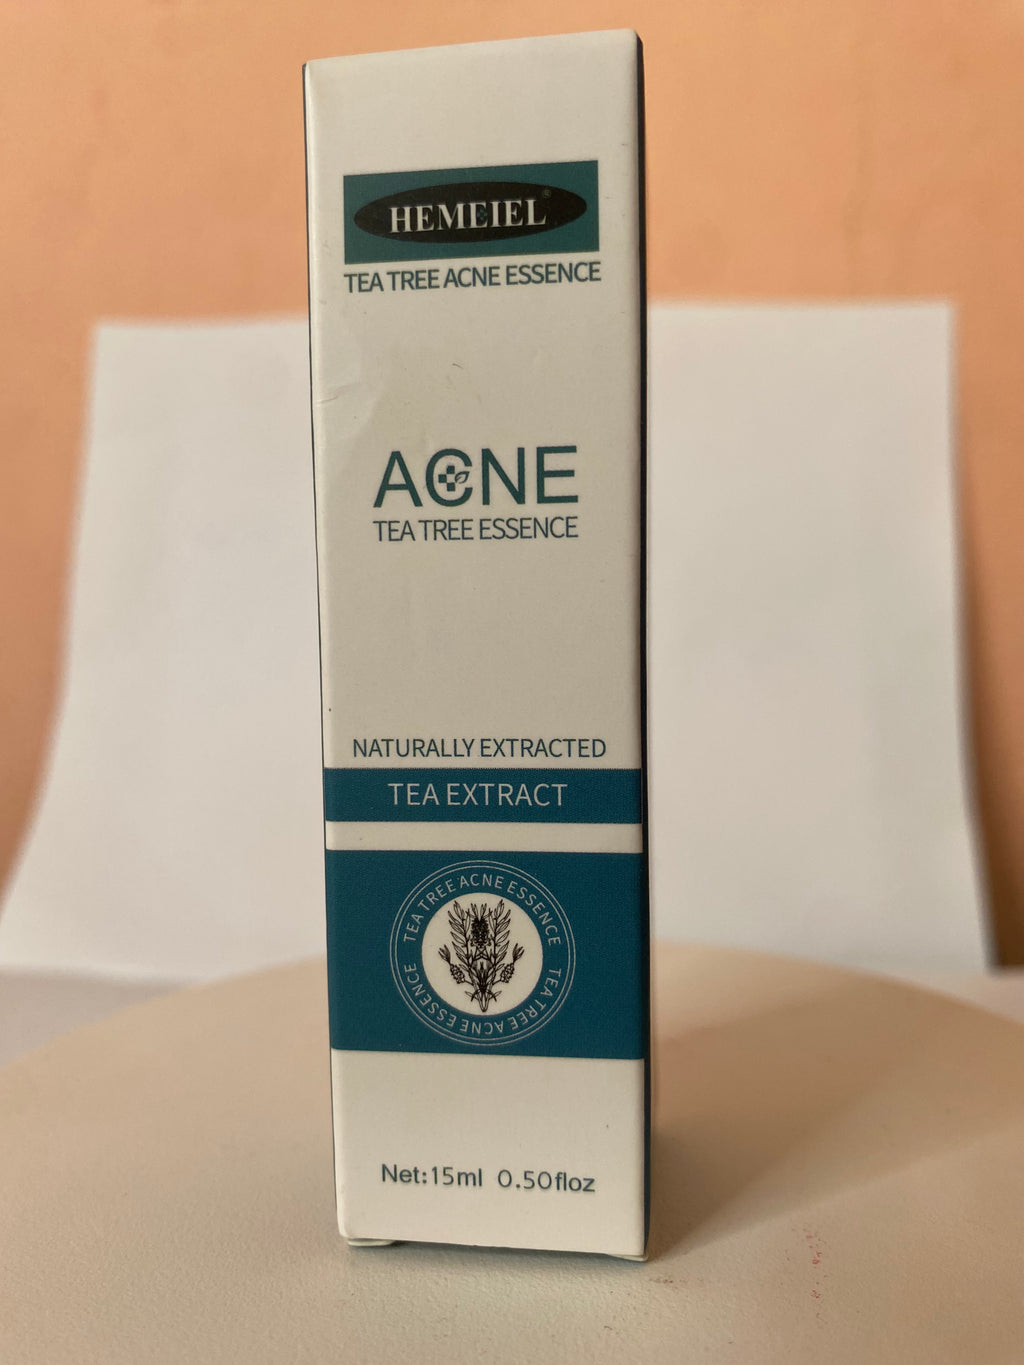 HEMEIEL®
TEA TREE ACNE ESSENCE
ACNE
TEA TREE ESSENCE
NATURALLY EXTRACTED
TEA EXTRACT
TEA TREE ACNE ESSENCE
TEA TREE ACNE ESSENCE
Net:15ml 0.50floz